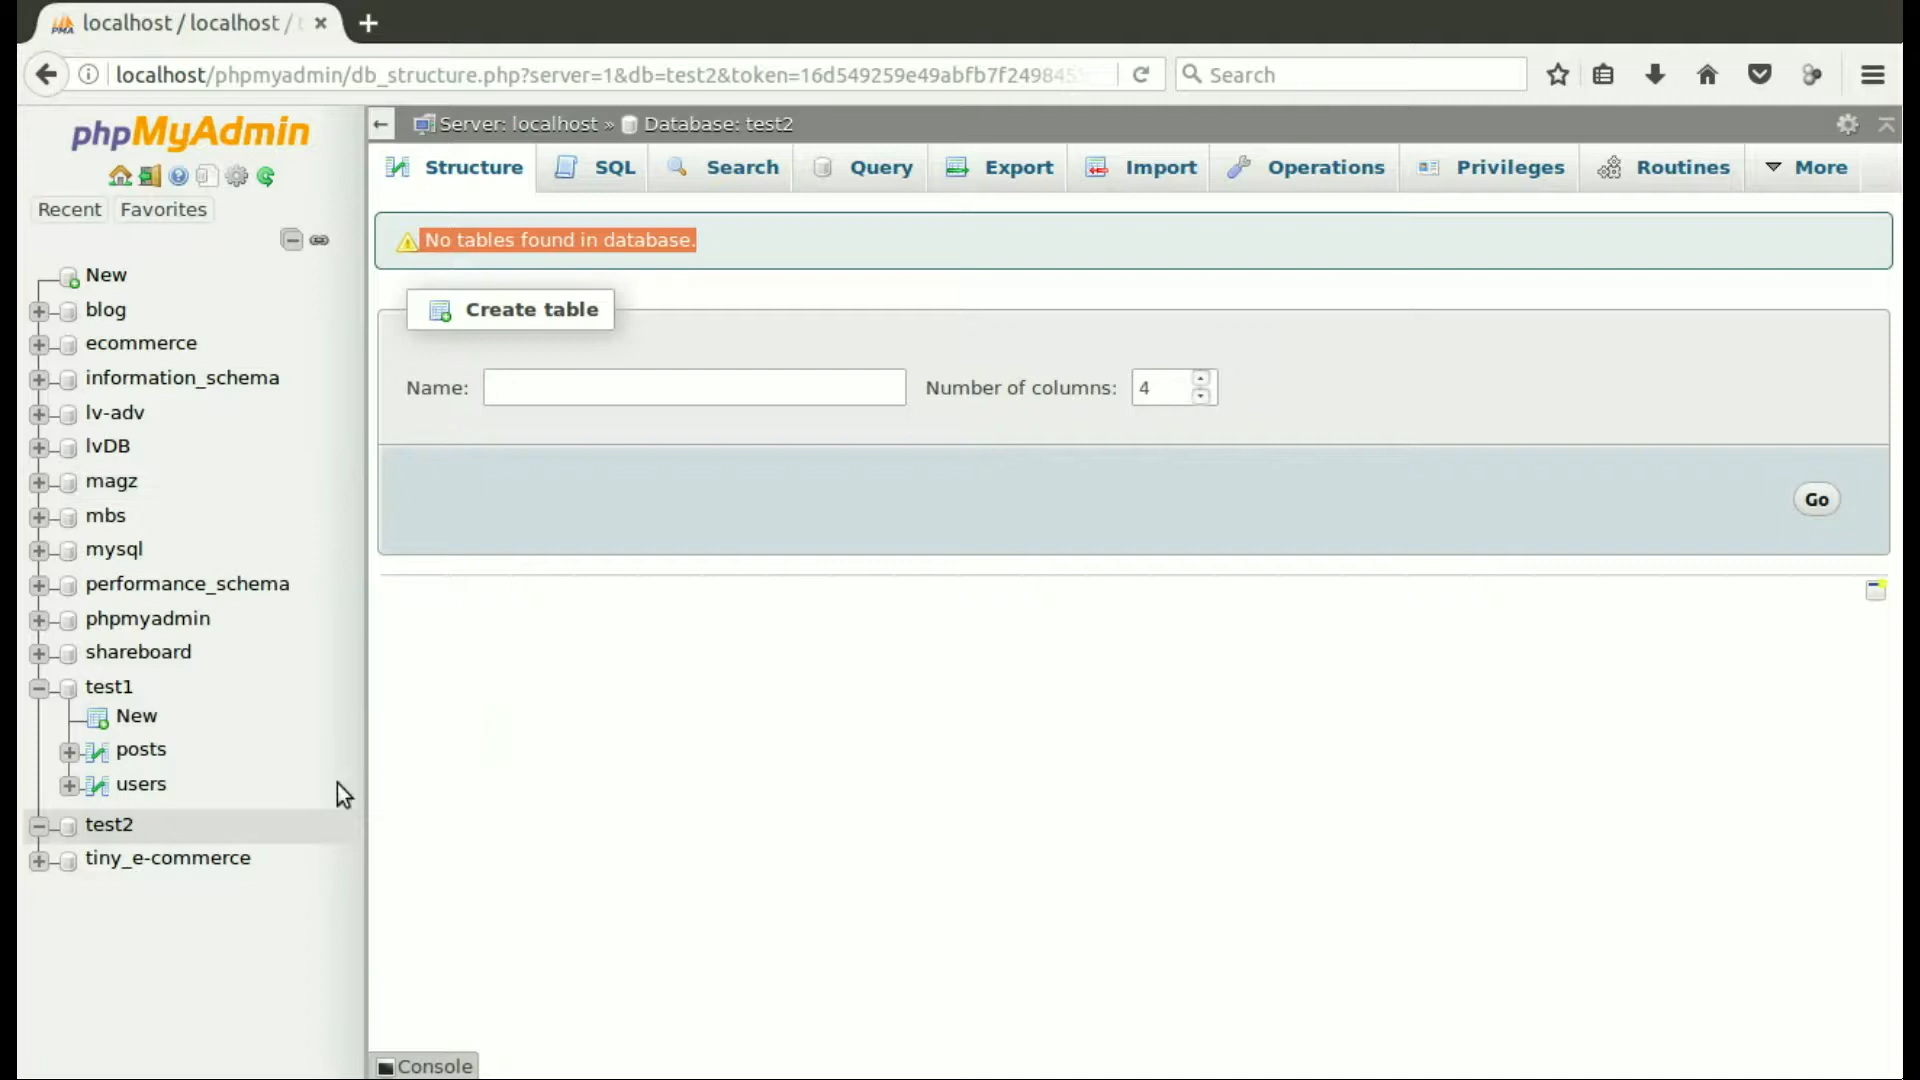 localhost / localhost / t
localhost/phpmyadmin/db_structure.php?server=1&db=test2&token=16d549259e49abfb7f24984
Search
phpMyAdmin
Recent
Favorites
New
blog
ecommerce
information_schema
lv-adv
lvDB
magz
mbs
mysql
performance_schema
phpmyadmin
shareboard
test1
New
posts
users
test2
tiny_e-commerce
Server: localhost » Database: test2
Structure
SQL
Search
Query
Export
Import
Operations
Privileges
Routines
More
No tables found in database.
Create table
Name:
Number of columns: 4
Go
Console